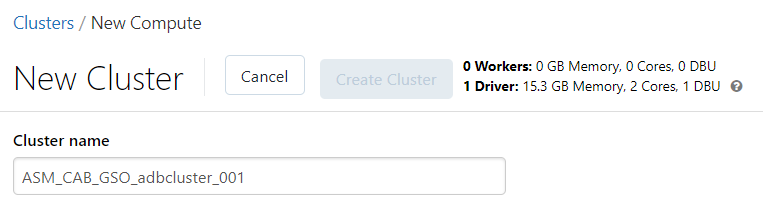 Clusters / New Compute
New Cluster
Cancel
Create Cluster
0 Workers: 0 GB Memory, 0 Cores, 0 DBU
1 Driver: 15.3 GB Memory, 2 Cores, 1 DBU ?
Cluster name
ASM_CAB_GSO_adbcluster_001